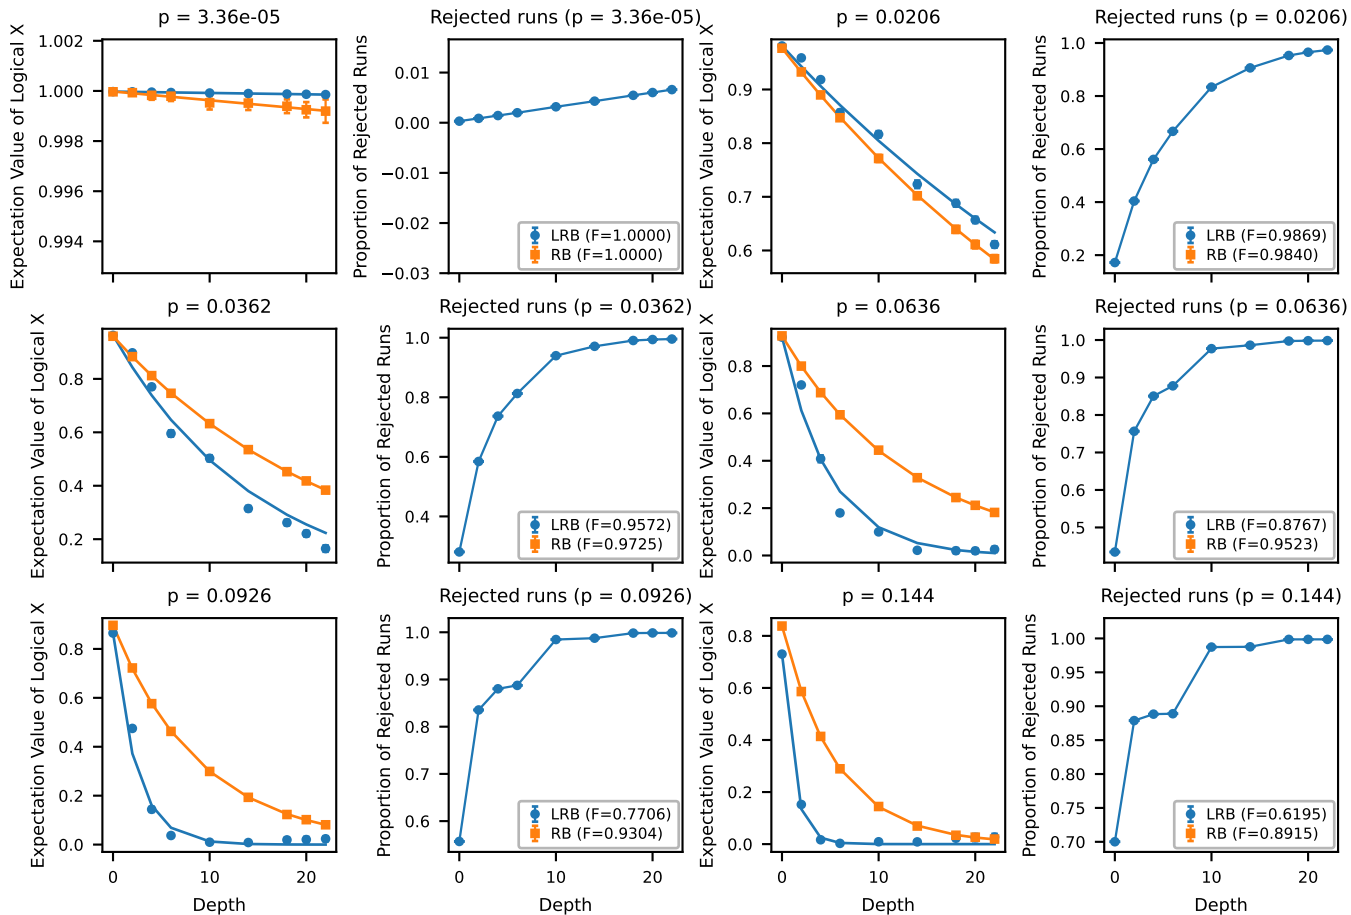 p = 3.36e-05
Expectation Value of Logical X
1.002
1.000
0.998
0.996
0.994
Rejected runs (p = 3.36e-05)
Proportion of Rejected Runs
0.01
0.00
−0.01
−0.02
−0.03
LRB (F=1.0000)
RB (F=1.0000)
p = 0.0206
Expectation Value of Logical X
0.9
0.8
0.7
0.6
Rejected runs (p = 0.0206)
Proportion of Rejected Runs
1.0
0.8
0.6
0.4
0.2
LRB (F=0.9869)
RB (F=0.9840)
p = 0.0362
Expectation Value of Logical X
0.8
0.6
0.4
0.2
Rejected runs (p = 0.0362)
Proportion of Rejected Runs
1.0
0.8
0.6
0.4
LRB (F=0.9572)
RB (F=0.9725)
p = 0.0636
Expectation Value of Logical X
0.8
0.6
0.4
0.2
0.0
Rejected runs (p = 0.0636)
Proportion of Rejected Runs
1.0
0.9
0.8
0.7
0.6
0.5
LRB (F=0.8767)
RB (F=0.9523)
p = 0.0926
Expectation Value of Logical X
0.8
0.6
0.4
0.2
0.0
0 10 20
Depth
Rejected runs (p = 0.0926)
Proportion of Rejected Runs
1.0
0.9
0.8
0.7
0.6
LRB (F=0.7706)
RB (F=0.9304)
0 10 20
Depth
p = 0.144
Expectation Value of Logical X
0.8
0.6
0.4
0.2
0.0
0 10 20
Depth
Rejected runs (p = 0.144)
Proportion of Rejected Runs
1.00
0.95
0.90
0.85
0.80
0.75
0.70
LRB (F=0.6195)
RB (F=0.8915)
0 10 20
Depth